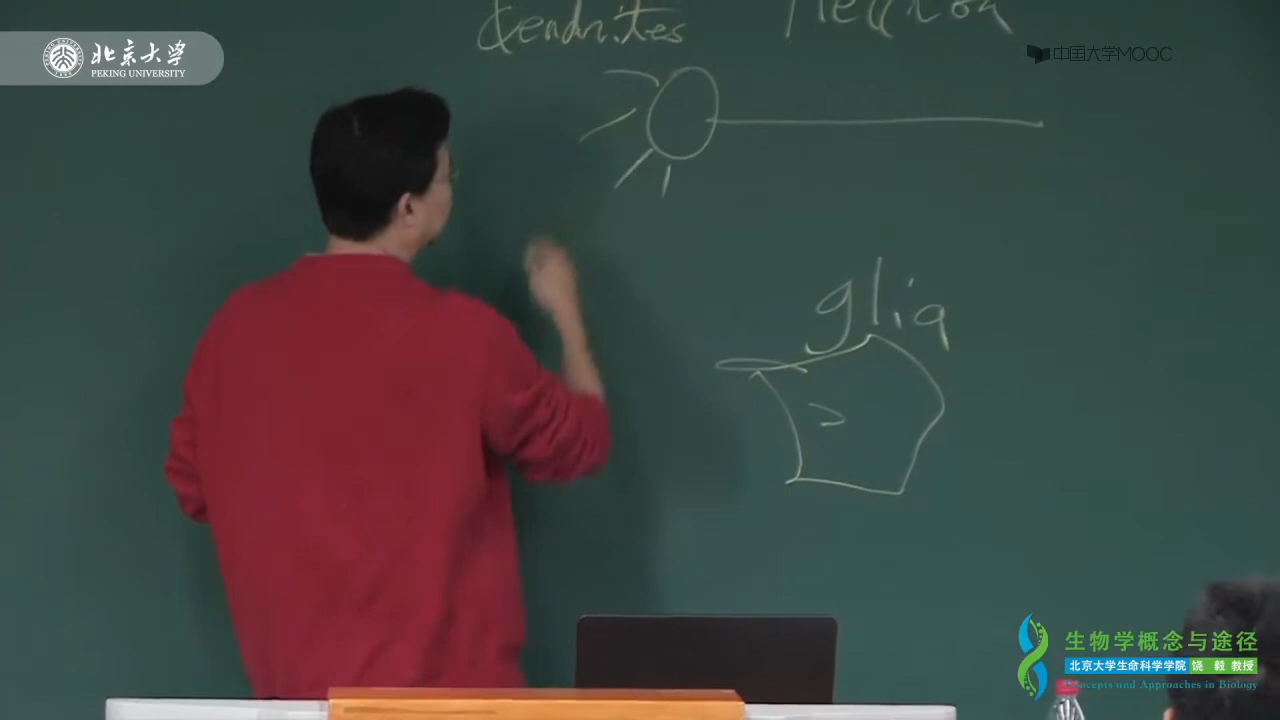 dendrites neuron
北京大学
PEKING UNIVERSITY
中国大学MOOC
glia
生物学概念与途径
北京大学生命科学学院 饶 毅 教授
Concepts and Approaches in Biology